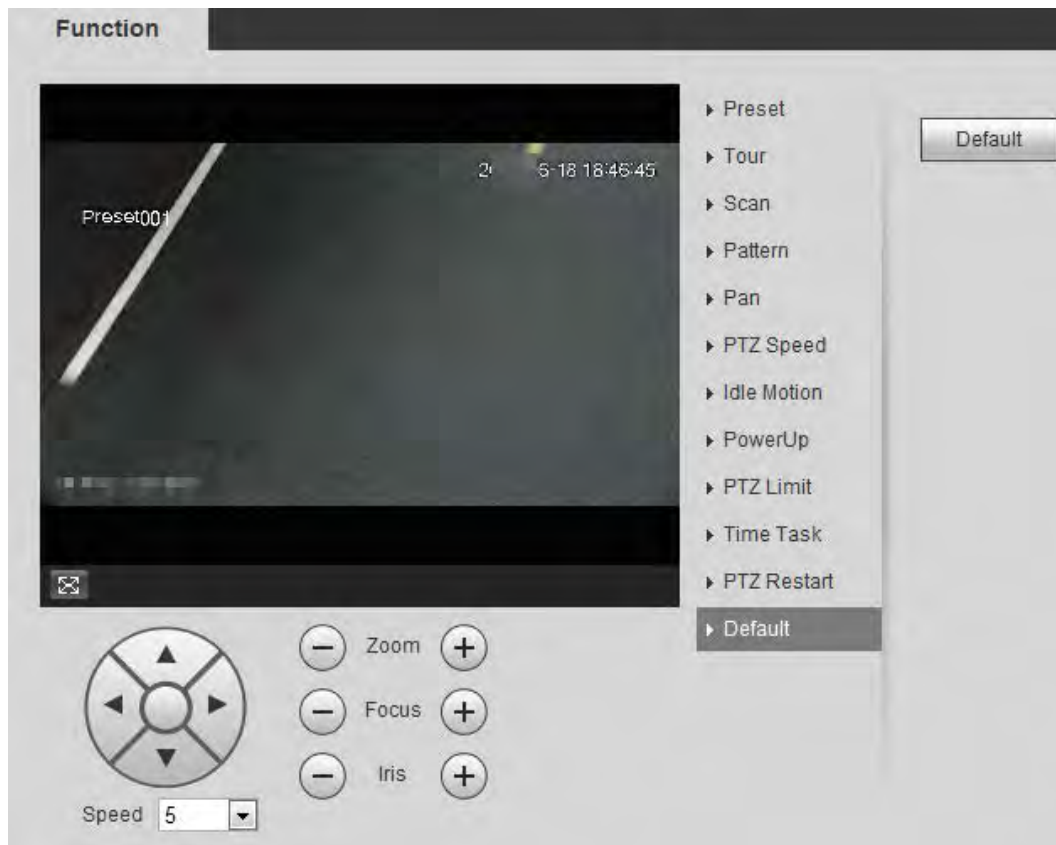 Function
5-18 18:46:45
Preset001
Preset
Tour
Scan
Pattern
Pan
PTZ Speed
Idle Motion
PowerUp
PTZ Limit
Time Task
PTZ Restart
Default
Default
Zoom
Focus
Iris
Speed 5